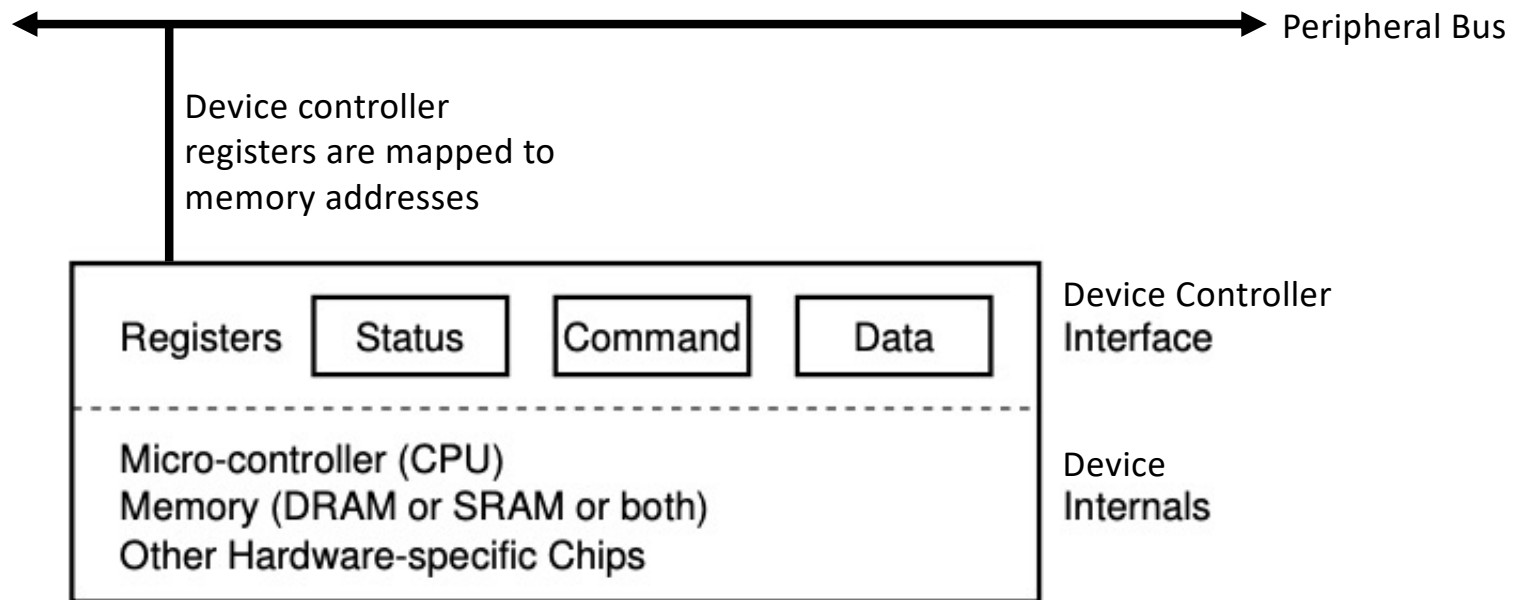 Peripheral Bus
Device controller
registers are mapped to
memory addresses
Registers Status Command Data
Device Controller
Interface
Micro-controller (CPU)
Memory (DRAM or SRAM or both)
Other Hardware-specific Chips
Device
Internals